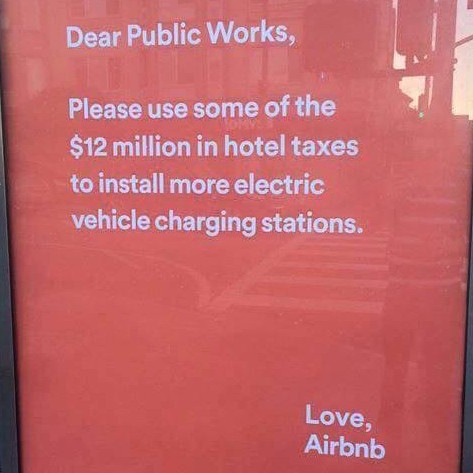 Dear Public Works,
Please use some of the
$12 million in hotel taxes
to install more electric
vehicle charging stations.
Love,
Airbnb